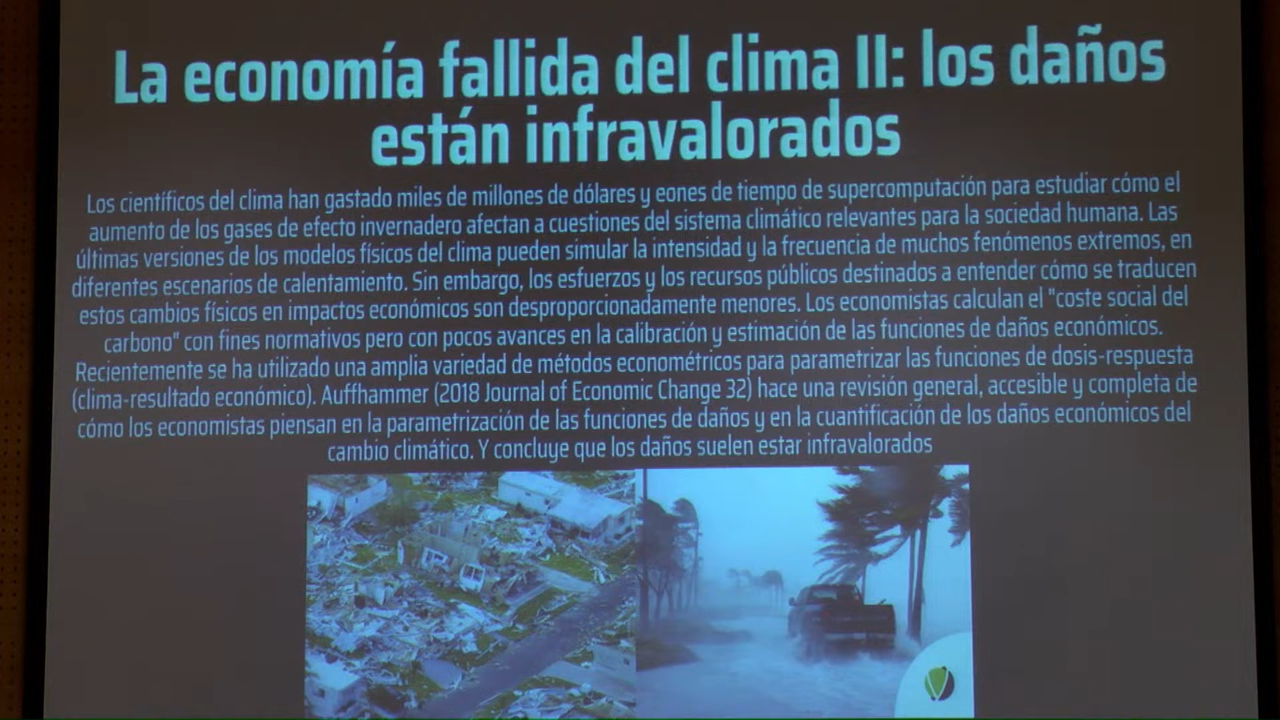 La economía fallida del clima II: los daños
están infravalorados
Los científicos del clima han gastado miles de millones de dólares y eones de tiempo de supercomputación para estudiar cómo el
aumento de los gases de efecto invernadero afectan a cuestiones del sistema climático relevantes para la sociedad humana. Las
últimas versiones de los modelos físicos del clima pueden simular la intensidad y la frecuencia de muchos fenómenos extremos, en
diferentes escenarios de calentamiento. Sin embargo, los esfuerzos y los recursos públicos destinados a entender cómo se traducen
estos cambios físicos en impactos económicos son desproporcionadamente menores. Los economistas calculan el "coste social del
carbono" con fines normativos pero con pocos avances en la calibración y estimación de las funciones de daños económicos.
Recientemente se ha utilizado una amplia variedad de métodos econométricos para parametrizar las funciones de dosis-respuesta
(clima-resultado económico). Auffhammer (2018 Journal of Economic Change 32) hace una revisión general, accesible y completa de
cómo los economistas piensan en la parametrización de las funciones de daños y en la cuantificación de los daños económicos del
cambio climático. Y concluye que los daños suelen estar infravalorados